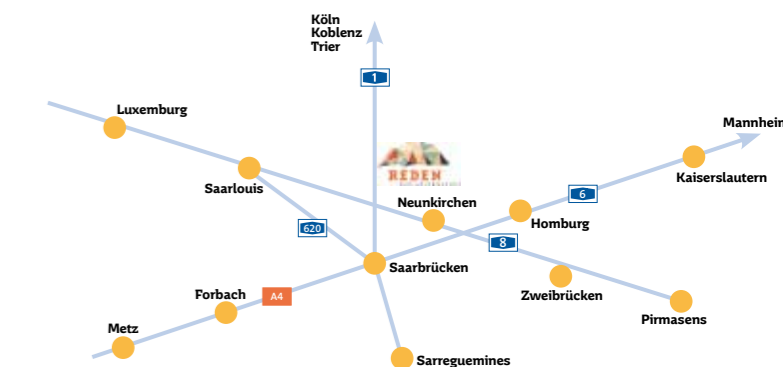 Köln
Koblenz
Trier
1
Luxemburg
Mannheim
REDEN
Kaiserslautern
Saarlouis
Neunkirchen
6
Homburg
620
8
Saarbrücken
Zweibrücken
Forbach
A4
Pirmasens
Metz
Sarreguemines